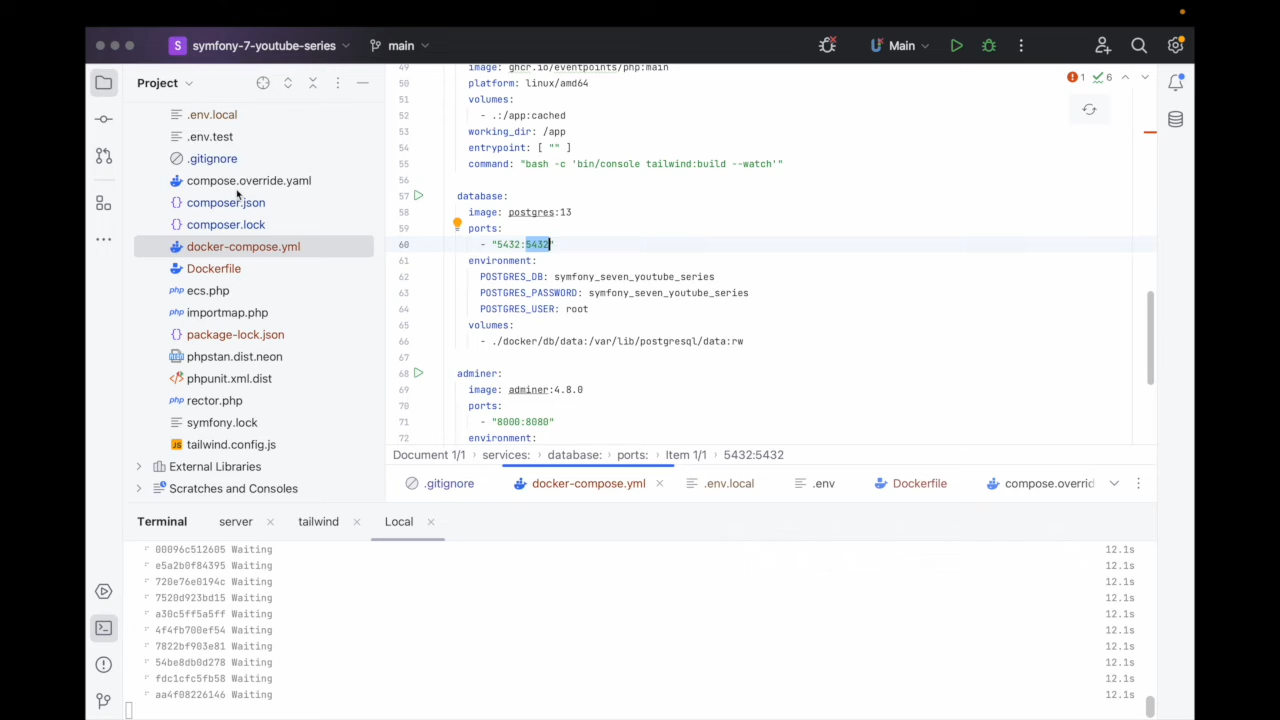 S symfony-7-youtube-series main Main
Project
.env.local
.env.test
.gitignore
compose.override.yaml
composer.json
composer.lock
docker-compose.yml
Dockerfile
php ecs.php
php importmap.php
package-lock.json
phpstan.dist.neon
phpunit.xml.dist
php rector.php
symfony.lock
JS tailwind.config.js
External Libraries
Scratches and Consoles
49 image: ghcr.io/eventpoints/php:main
50 platform: linux/amd64
51 volumes:
52 - .:/app:cached
53 working_dir: /app
54 entrypoint: [ "" ]
55 command: "bash -c 'bin/console tailwind:build --watch'"
56
57 database:
58 image: postgres:13
59 ports:
60 - "5432:5432"
61 environment:
62 POSTGRES_DB: symfony_seven_youtube_series
63 POSTGRES_PASSWORD: symfony_seven_youtube_series
64 POSTGRES_USER: root
65 volumes:
66 - ./docker/db/data:/var/lib/postgresql/data:rw
67
68 adminer:
69 image: adminer:4.8.0
70 ports:
71 - "8000:8080"
72 environment:
1 6
Document 1/1 › services: › database: › ports: › Item 1/1 › 5432:5432
.gitignore docker-compose.yml .env.local .env Dockerfile compose.overrid
Terminal server tailwind Local
00096c512605 Waiting 12.1s
e5a2b0f84395 Waiting 12.1s
720e76e0194c Waiting 12.1s
7520d923bd15 Waiting 12.1s
a30c5ff5a5ff Waiting 12.1s
4f4fb700ef54 Waiting 12.1s
7822bf903e81 Waiting 12.1s
54be8db0d278 Waiting 12.1s
fdc1cfc5fb58 Waiting 12.1s
aa4f08226146 Waiting 12.1s